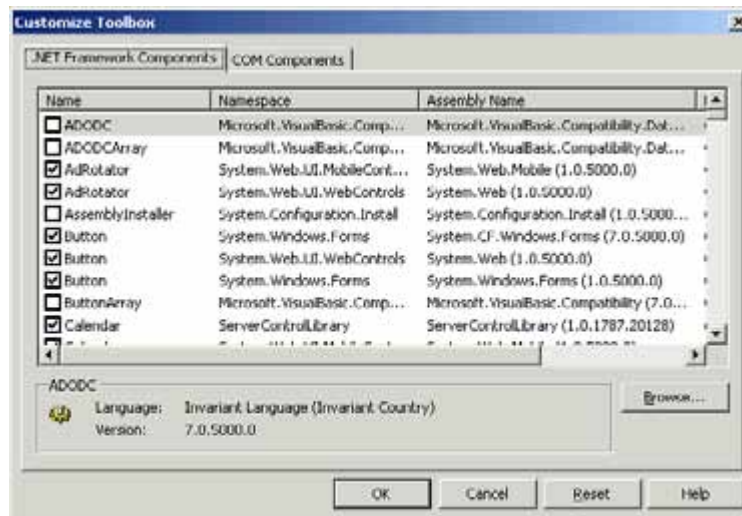 Customize Toolbox
.NET Framework Components COM Components
Name Namespace Assembly Name
ADODC Microsoft.VisualBasic.Comp... Microsoft.VisualBasic.Compatibility.Dat...
ADODCArray Microsoft.VisualBasic.Comp... Microsoft.VisualBasic.Compatibility.Dat...
AdRotator System.Web.UI.MobileCont... System.Web.Mobile (1.0.5000.0)
AdRotator System.Web.UI.WebControls System.Web (1.0.5000.0)
AssemblyInstaller System.Configuration.Install System.Configuration.Install (1.0.5000...
Button System.Windows.Forms System.CF.Windows.Forms (7.0.5000.0)
Button System.Web.UI.WebControls System.Web (1.0.5000.0)
Button System.Windows.Forms System.Windows.Forms (1.0.5000.0)
ButtonArray Microsoft.VisualBasic.Comp... Microsoft.VisualBasic.Compatibility (7.0...
Calendar ServerControlLibrary ServerControlLibrary (1.0.1787.20128)
ADODC
Language: Invariant Language (Invariant Country)
Version: 7.0.5000.0
Browse...
OK Cancel Reset Help